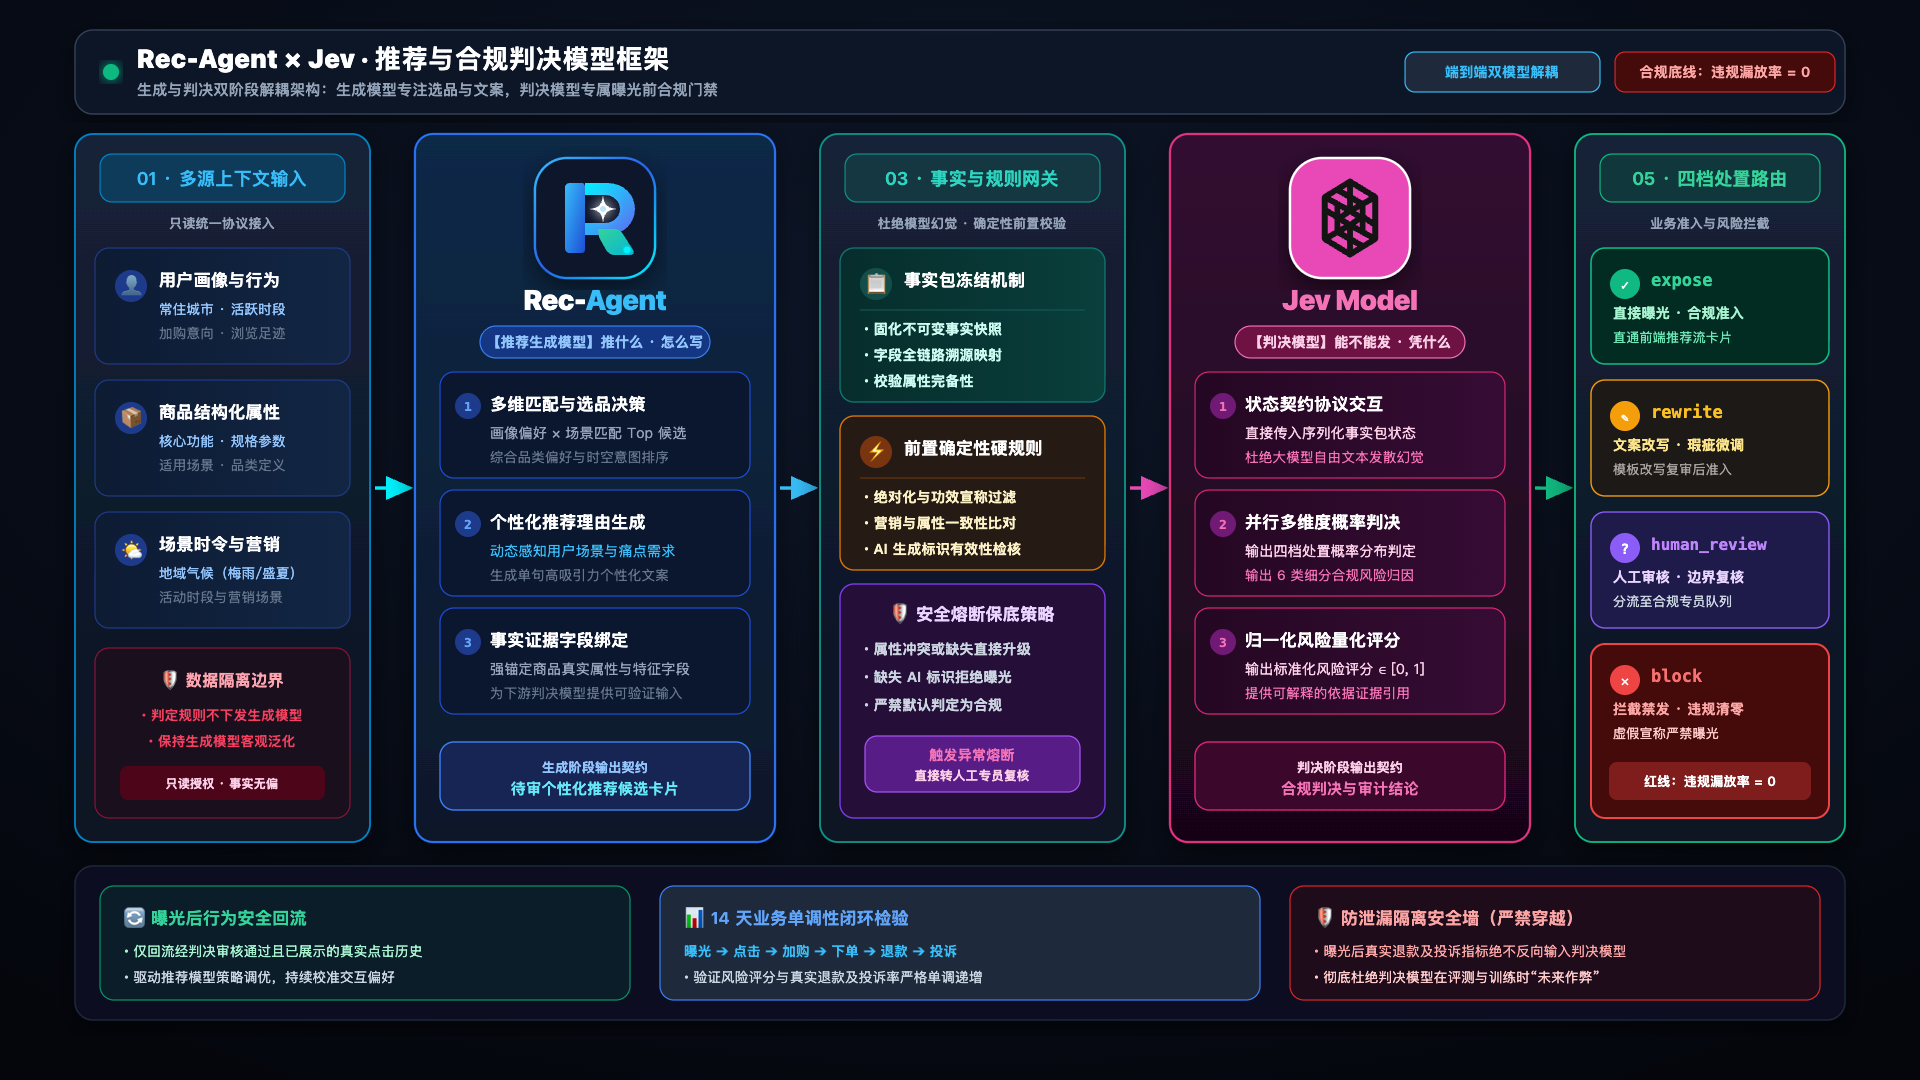 Rec-Agent × Jev · 推荐与合规判决模型框架
生成与判决双阶段解耦架构：生成模型专注选品与文案，判决模型专属曝光前合规门禁
端到端双模型解耦
合规底线：违规漏放率 = 0
01 · 多源上下文输入
只读统一协议接入
用户画像与行为
常住城市 · 活跃时段
加购意向 · 浏览足迹
商品结构化属性
核心功能 · 规格参数
适用场景 · 品类定义
场景时令与营销
地域气候（梅雨/盛夏）
活动时段与营销场景
数据隔离边界
· 判定规则不下发生成模型
· 保持生成模型客观泛化
只读授权 · 事实无偏
R
Rec-Agent
【推荐生成模型】推什么 · 怎么写
1 多维匹配与选品决策
画像偏好 × 场景匹配 Top 候选
综合品类偏好与时空意图排序
2 个性化推荐理由生成
动态感知用户场景与痛点需求
生成单句高吸引力个性化文案
3 事实证据字段绑定
强锚定商品真实属性与特征字段
为下游判决模型提供可验证输入
生成阶段输出契约
待审个性化推荐候选卡片
03 · 事实与规则网关
杜绝模型幻觉 · 确定性前置校验
事实包冻结机制
· 固化不可变事实快照
· 字段全链路溯源映射
· 校验属性完备性
前置确定性硬规则
· 绝对化与功效宣称过滤
· 营销与属性一致性比对
· AI 生成标识有效性检核
安全熔断保底策略
· 属性冲突或缺失直接升级
· 缺失 AI 标识拒绝曝光
· 严禁默认判定为合规
触发异常熔断
直接转人工专员复核
Jev Model
【判决模型】能不能发 · 凭什么
1 状态契约协议交互
直接传入序列化事实包状态
杜绝大模型自由文本发散幻觉
2 并行多维度概率判决
输出四档处置概率分布判定
输出 6 类细分合规风险归因
3 归一化风险量化评分
输出标准化风险评分 ∈ [0, 1]
提供可解释的依据证据引用
判决阶段输出契约
合规判决与审计结论
05 · 四档处置路由
业务准入与风险拦截
✓ expose
直接曝光 · 合规准入
直通前端推荐流卡片
✎ rewrite
文案改写 · 瑕疵微调
模板改写复审后准入
? human_review
人工审核 · 边界复核
分流至合规专员队列
× block
拦截禁发 · 违规清零
虚假宣称严禁曝光
红线：违规漏放率 = 0
曝光后行为安全回流
· 仅回流经判决审核通过且已展示的真实点击历史
· 驱动推荐模型策略调优，持续校准交互偏好
14 天业务单调性闭环检验
曝光 → 点击 → 加购 → 下单 → 退款 → 投诉
· 验证风险评分与真实退款及投诉率严格单调递增
防泄漏隔离安全墙（严禁穿越）
· 曝光后真实退款及投诉指标绝不反向输入判决模型
· 彻底杜绝判决模型在评测与训练时“未来作弊”